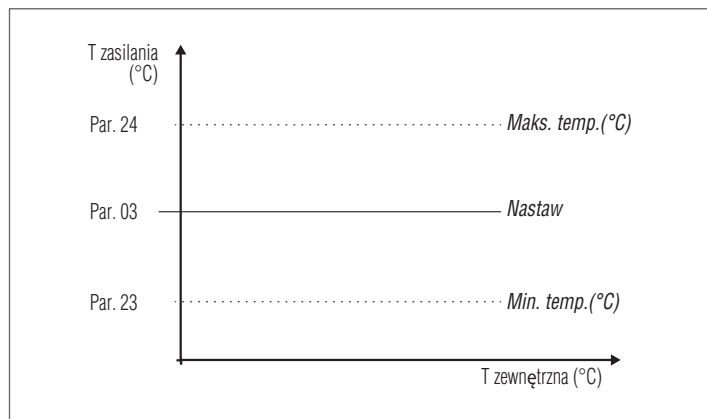 T zasilania
(°C)
Par. 24
Maks. temp.(°C)
Par. 03
Nastaw
Par. 23
Min. temp.(°C)
T zewnętrzna (°C)